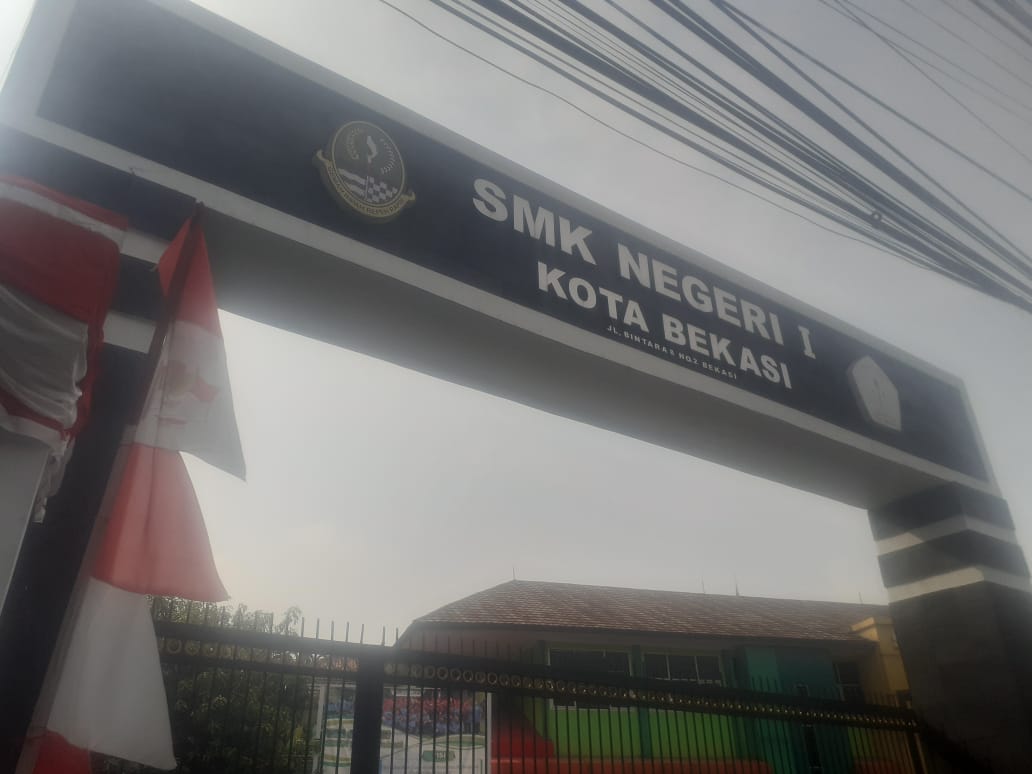 SMK NEGERI I
KOTA BEKASI
JL. BINTARA 8 NO.2 BEKASI